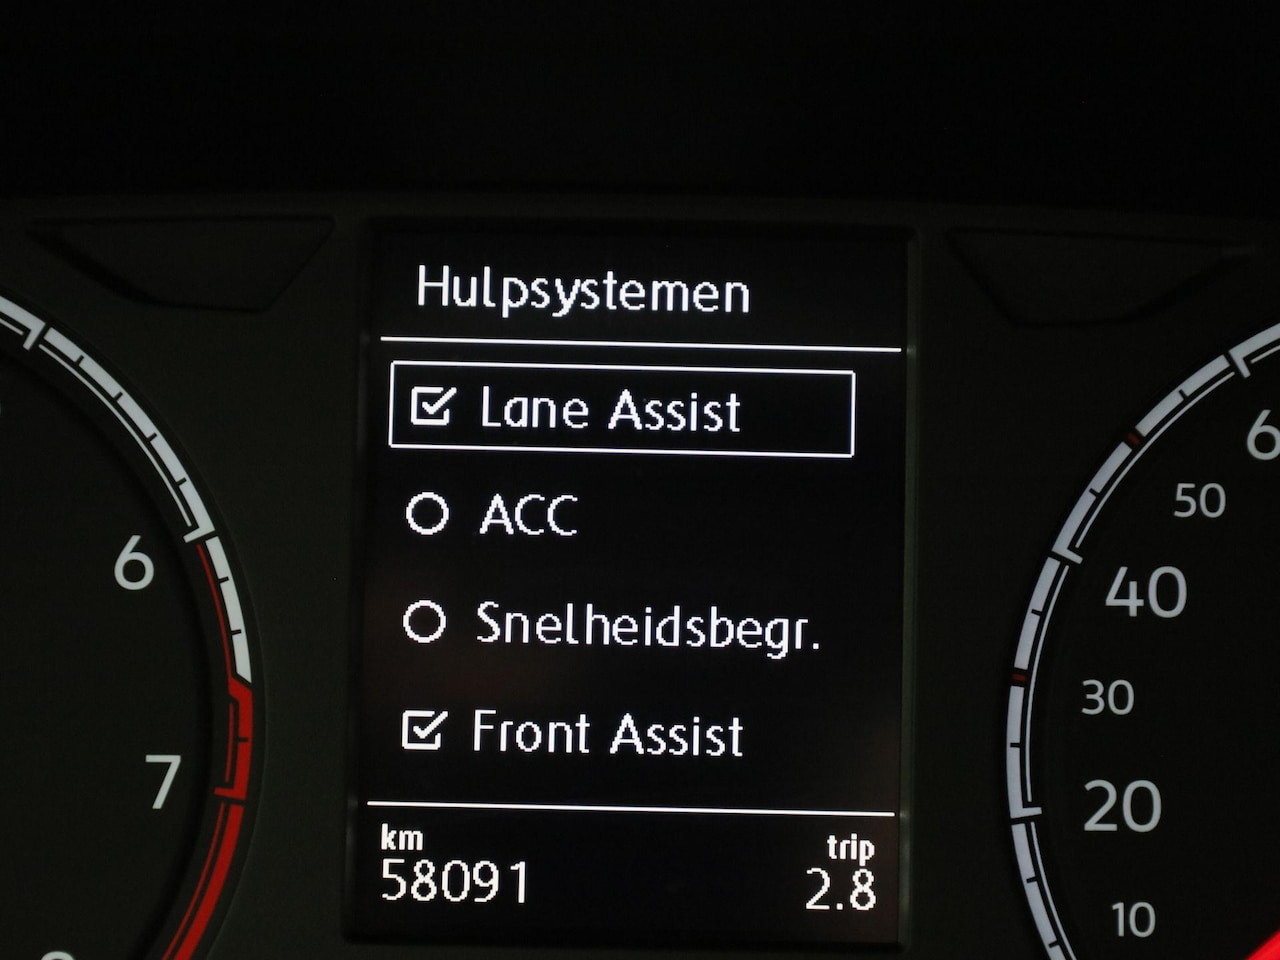 Hulpsystemen
Lane Assist
ACC
Snelheidsbegr.
Front Assist
km
trip
58091
2.8
6
7
6
50
40
30
20
10